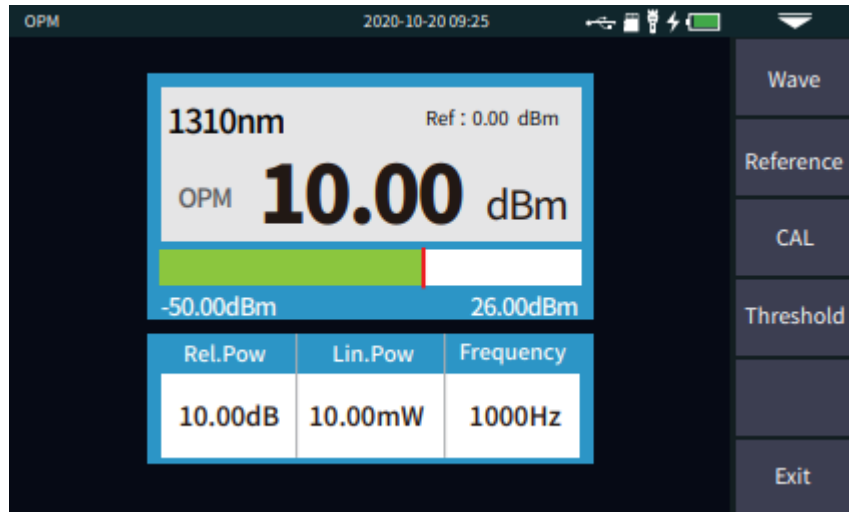 OPM 2020-10-20 09:25
1310nm Ref : 0.00 dBm
OPM 10.00 dBm
-50.00dBm 26.00dBm
Rel.Pow Lin.Pow Frequency
10.00dB 10.00mW 1000Hz
Wave
Reference
CAL
Threshold
Exit